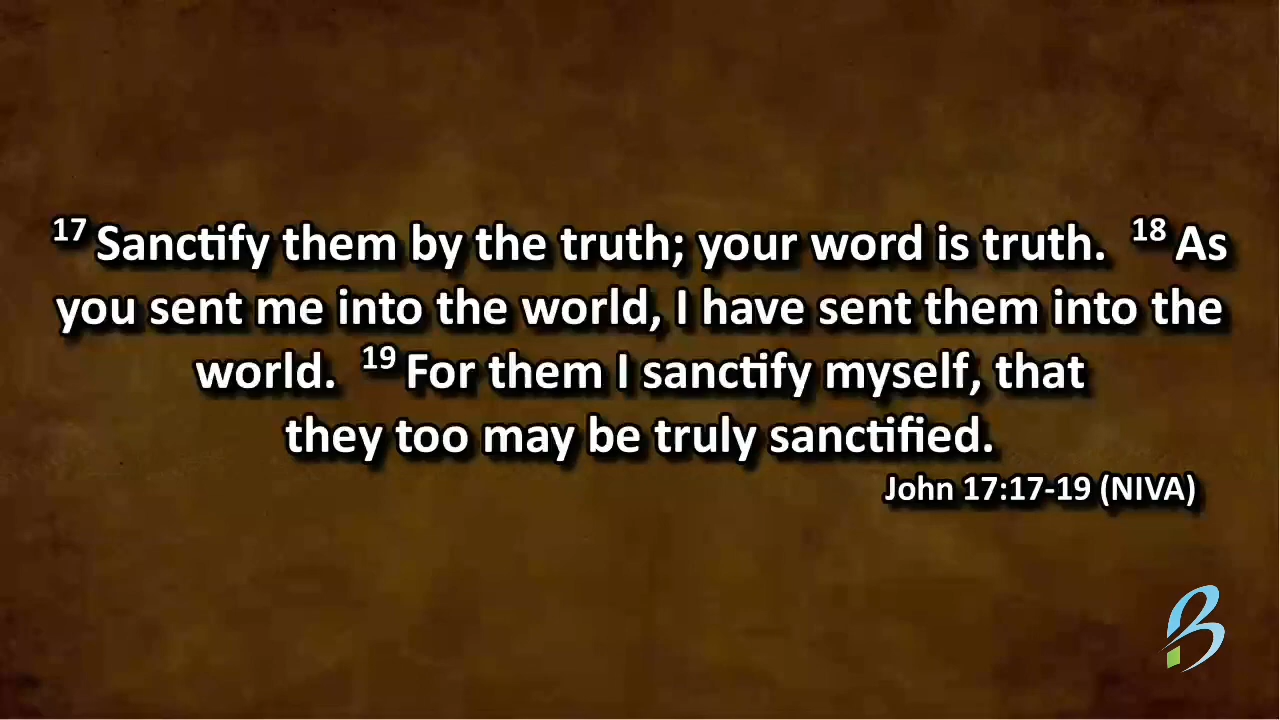 17 Sanctify them by the truth; your word is truth. 18 As
you sent me into the world, I have sent them into the
world. 19 For them I sanctify myself, that
they too may be truly sanctified.
John 17:17-19 (NIVA)